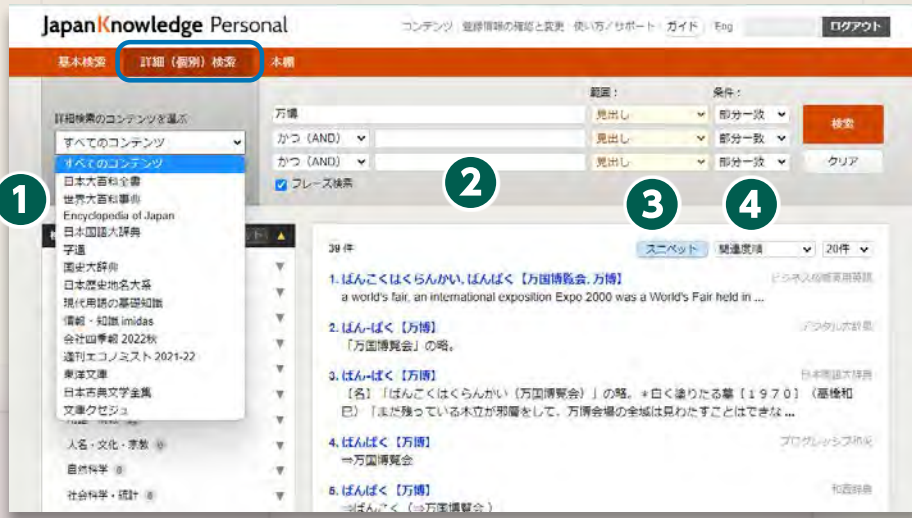 JapanKnowledge Personal
コンテンツ 登録情報の確認と変更 使い方/サポート ガイド Eng ログアウト
基本検索 詳細（個別）検索 本棚
範囲： 条件：
詳細検索のコンテンツを選ぶ
万博 見出し 部分一致 検索
すべてのコンテンツ かつ (AND) 見出し 部分一致
かつ (AND) 見出し 部分一致 クリア
フレーズ検索
1
2
3
4
すべてのコンテンツ
日本大百科全書
世界大百科事典
Encyclopedia of Japan
日本国語大辞典
字通
国史大辞典
日本歴史地名大系
現代用語の基礎知識
情報・知識 imidas
会社四季報 2022秋
週刊エコノミスト 2021-22
東洋文庫
日本古典文学全集
文庫クセジュ
人名・文化・宗教
自然科学
社会科学・統計
39 件 スニペット 関連度順 20件
1. ばんこくはくらんかい, ばんぱく【万国博覧会, 万博】
a world's fair, an international exposition Expo 2000 was a World's Fair held in ...
2. ばん-ぱく【万博】 デジタル大辞泉
「万国博覧会」の略。
3. ばん-ぱく【万博】 日本国語大辞典
［名］「ばんこくはくらんかい（万国博覧会）」の略。＊白く塗りたる墓［１９７０］〈高橋和
巳〉「まだ残っている木立が邪魔をして、万博会場の全域は見わたすことはできな ...
4. ばんぱく【万博】 プログレッシブ和英
⇒万国博覧会
5. ばんぱく【万博】 和西辞典
⇒ばんこく（⇒万国博覧会）